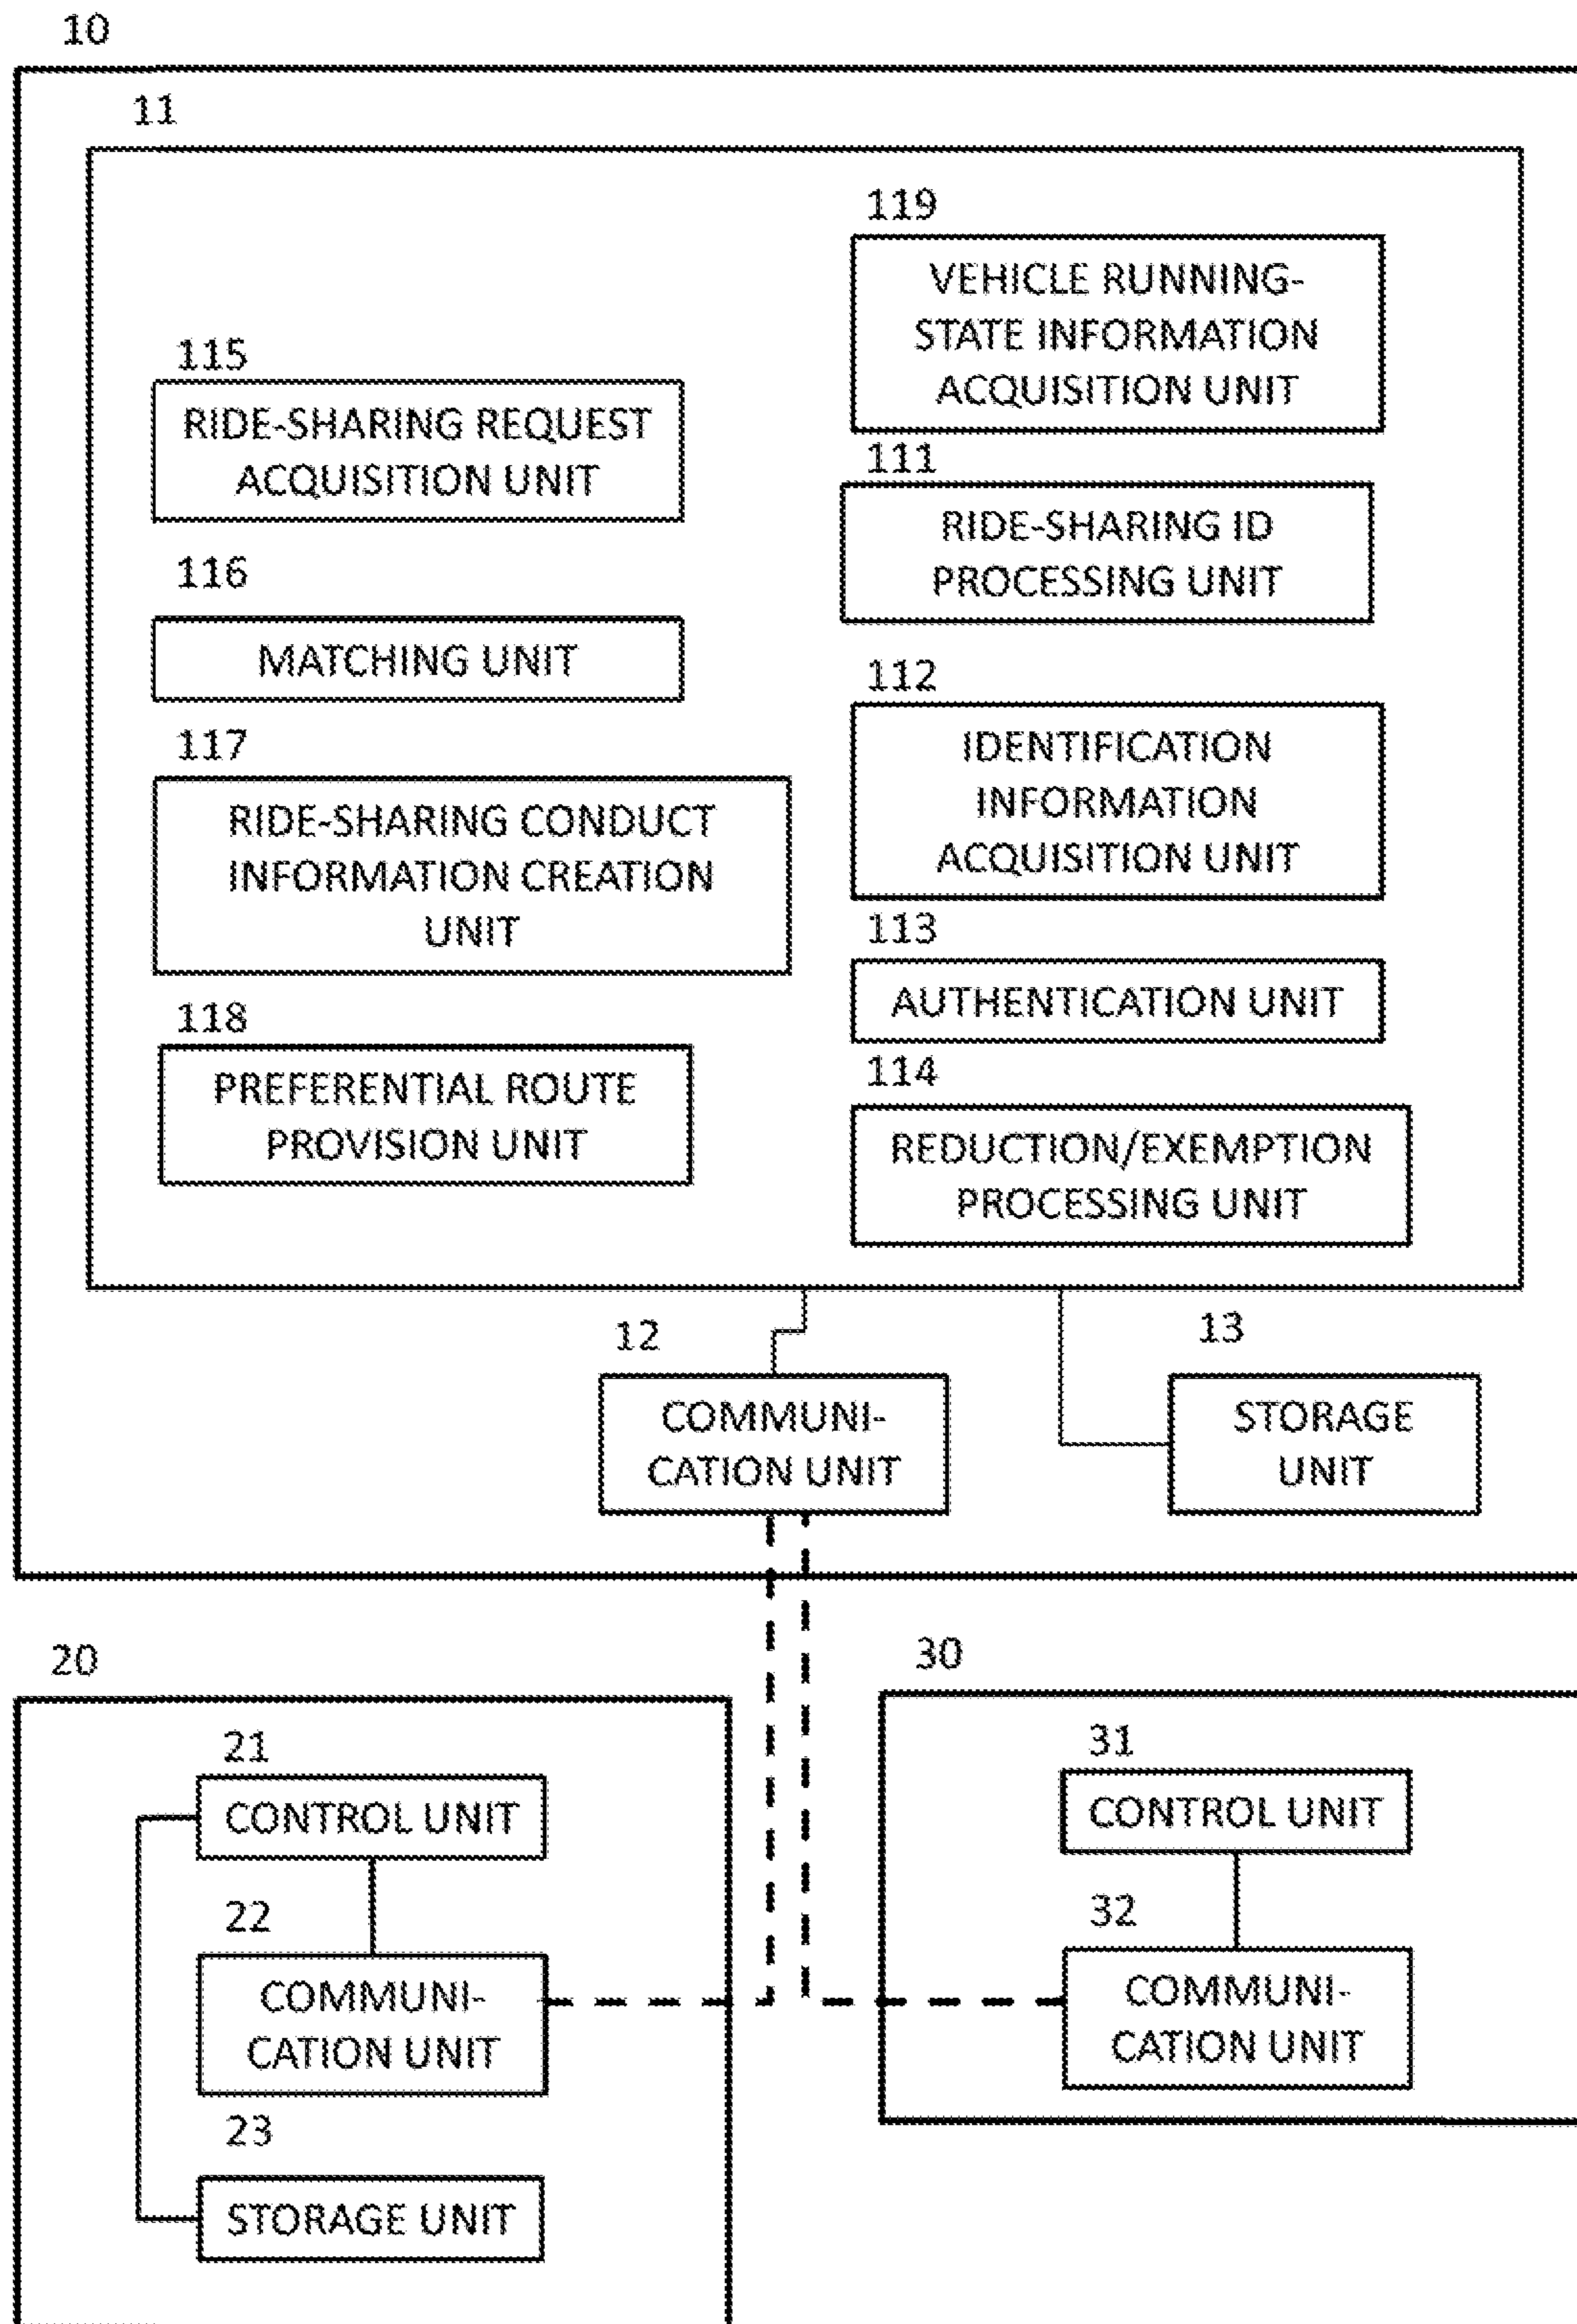 10
11
119
VEHICLE RUNNING-
STATE INFORMATION
ACQUISITION UNIT
115
RIDE-SHARING REQUEST
ACQUISITION UNIT
111
RIDE-SHARING ID
PROCESSING UNIT
116
MATCHING UNIT
112
IDENTIFICATION
INFORMATION
ACQUISITION UNIT
117
RIDE-SHARING CONDUCT
INFORMATION CREATION
UNIT
113
AUTHENTICATION UNIT
118
PREFERENTIAL ROUTE
PROVISION UNIT
114
REDUCTION/EXEMPTION
PROCESSING UNIT
12
COMMUNI-
CATION UNIT
13
STORAGE
UNIT
20
21
CONTROL UNIT
22
COMMUNI-
CATION UNIT
23
STORAGE UNIT
30
31
CONTROL UNIT
32
COMMUNI-
CATION UNIT